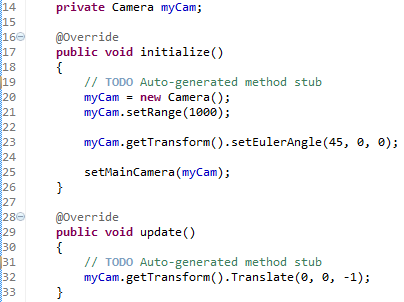 14 private Camera myCam;
15
16 @Override
17 public void initialize()
18 {
19 // TODO Auto-generated method stub
20 myCam = new Camera();
21 myCam.setRange(1000);
22
23 myCam.getTransform().setEulerAngle(45, 0, 0);
24
25 setMainCamera(myCam);
26 }
27
28 @Override
29 public void update()
30 {
31 // TODO Auto-generated method stub
32 myCam.getTransform().Translate(0, 0, -1);
33 }